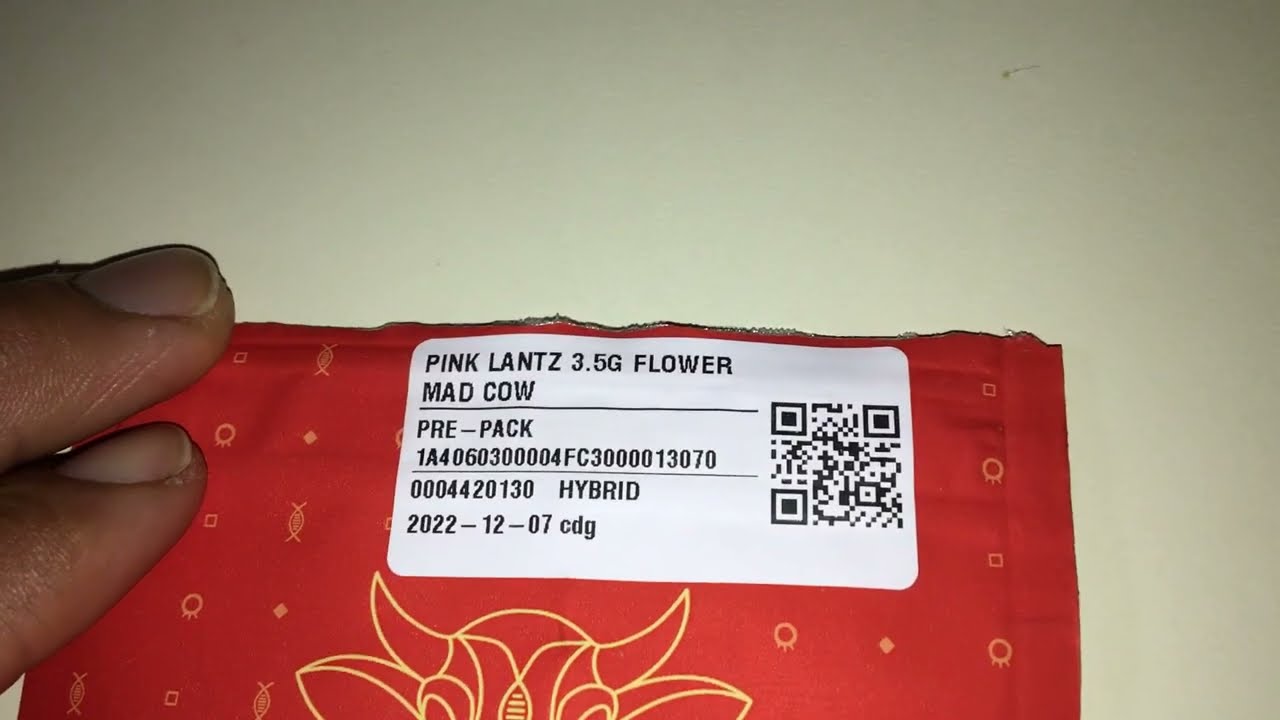 PINK LANTZ 3.5G FLOWER
MAD COW
PRE-PACK
1A4060300004FC3000013070
0004420130 HYBRID
2022-12-07 cdg